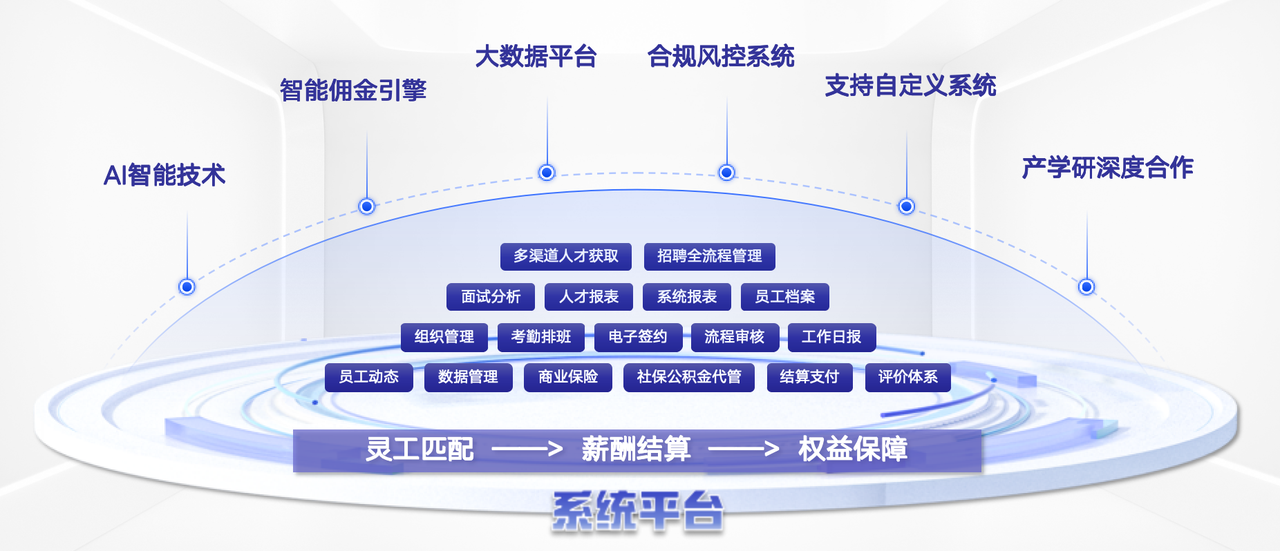 大数据平台 合规风控系统
智能佣金引擎 支持自定义系统
AI智能技术 产学研深度合作
多渠道人才获取 招聘全流程管理
面试分析 人才报表 系统报表 员工档案
组织管理 考勤排班 电子签约 流程审核 工作日报
员工动态 数据管理 商业保险 社保公积金代管 结算支付 评价体系
灵工匹配 ——> 薪酬结算 ——> 权益保障
系统平台